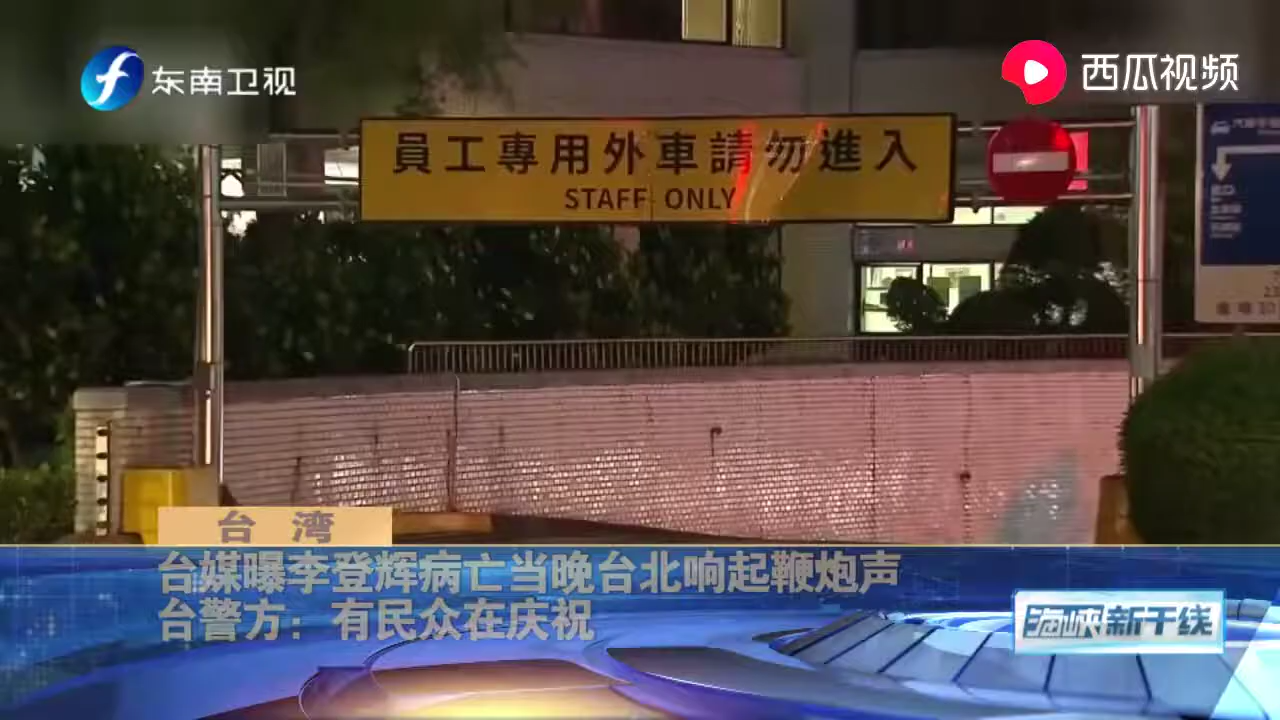 东南卫视
西瓜视频
員工專用外車請勿進入
STAFF ONLY
台湾
台媒曝李登辉病亡当晚台北响起鞭炮声
台警方：有民众在庆祝
海峡新干线